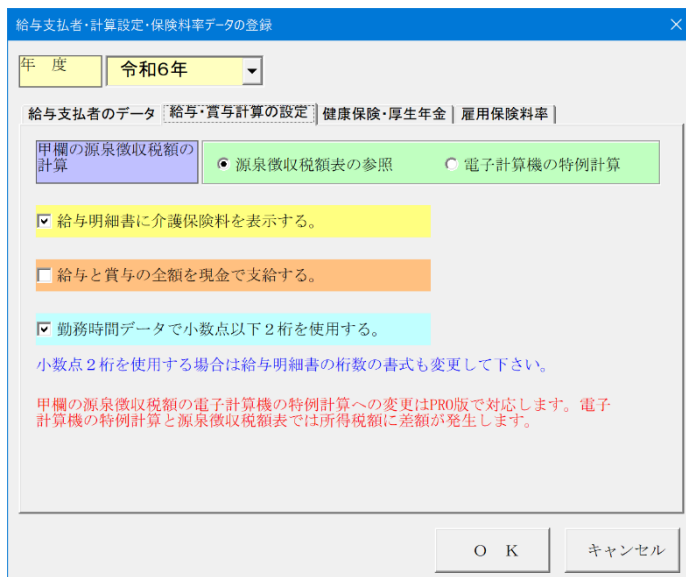 給与支払者・計算設定・保険料率データの登録
年　度
令和6年
給与支払者のデータ 給与・賞与計算の設定 健康保険・厚生年金 雇用保険料率
甲欄の源泉徴収税額の
計算
源泉徴収税額表の参照 電子計算機の特例計算
給与明細書に介護保険料を表示する。
給与と賞与の全額を現金で支給する。
勤務時間データで小数点以下２桁を使用する。
小数点２桁を使用する場合は給与明細書の桁数の書式も変更して下さい。
甲欄の源泉徴収税額の電子計算機の特例計算への変更はPRO版で対応します。電子
計算機の特例計算と源泉徴収税額表では所得税額に差額が発生します。
Ｏ　Ｋ キャンセル